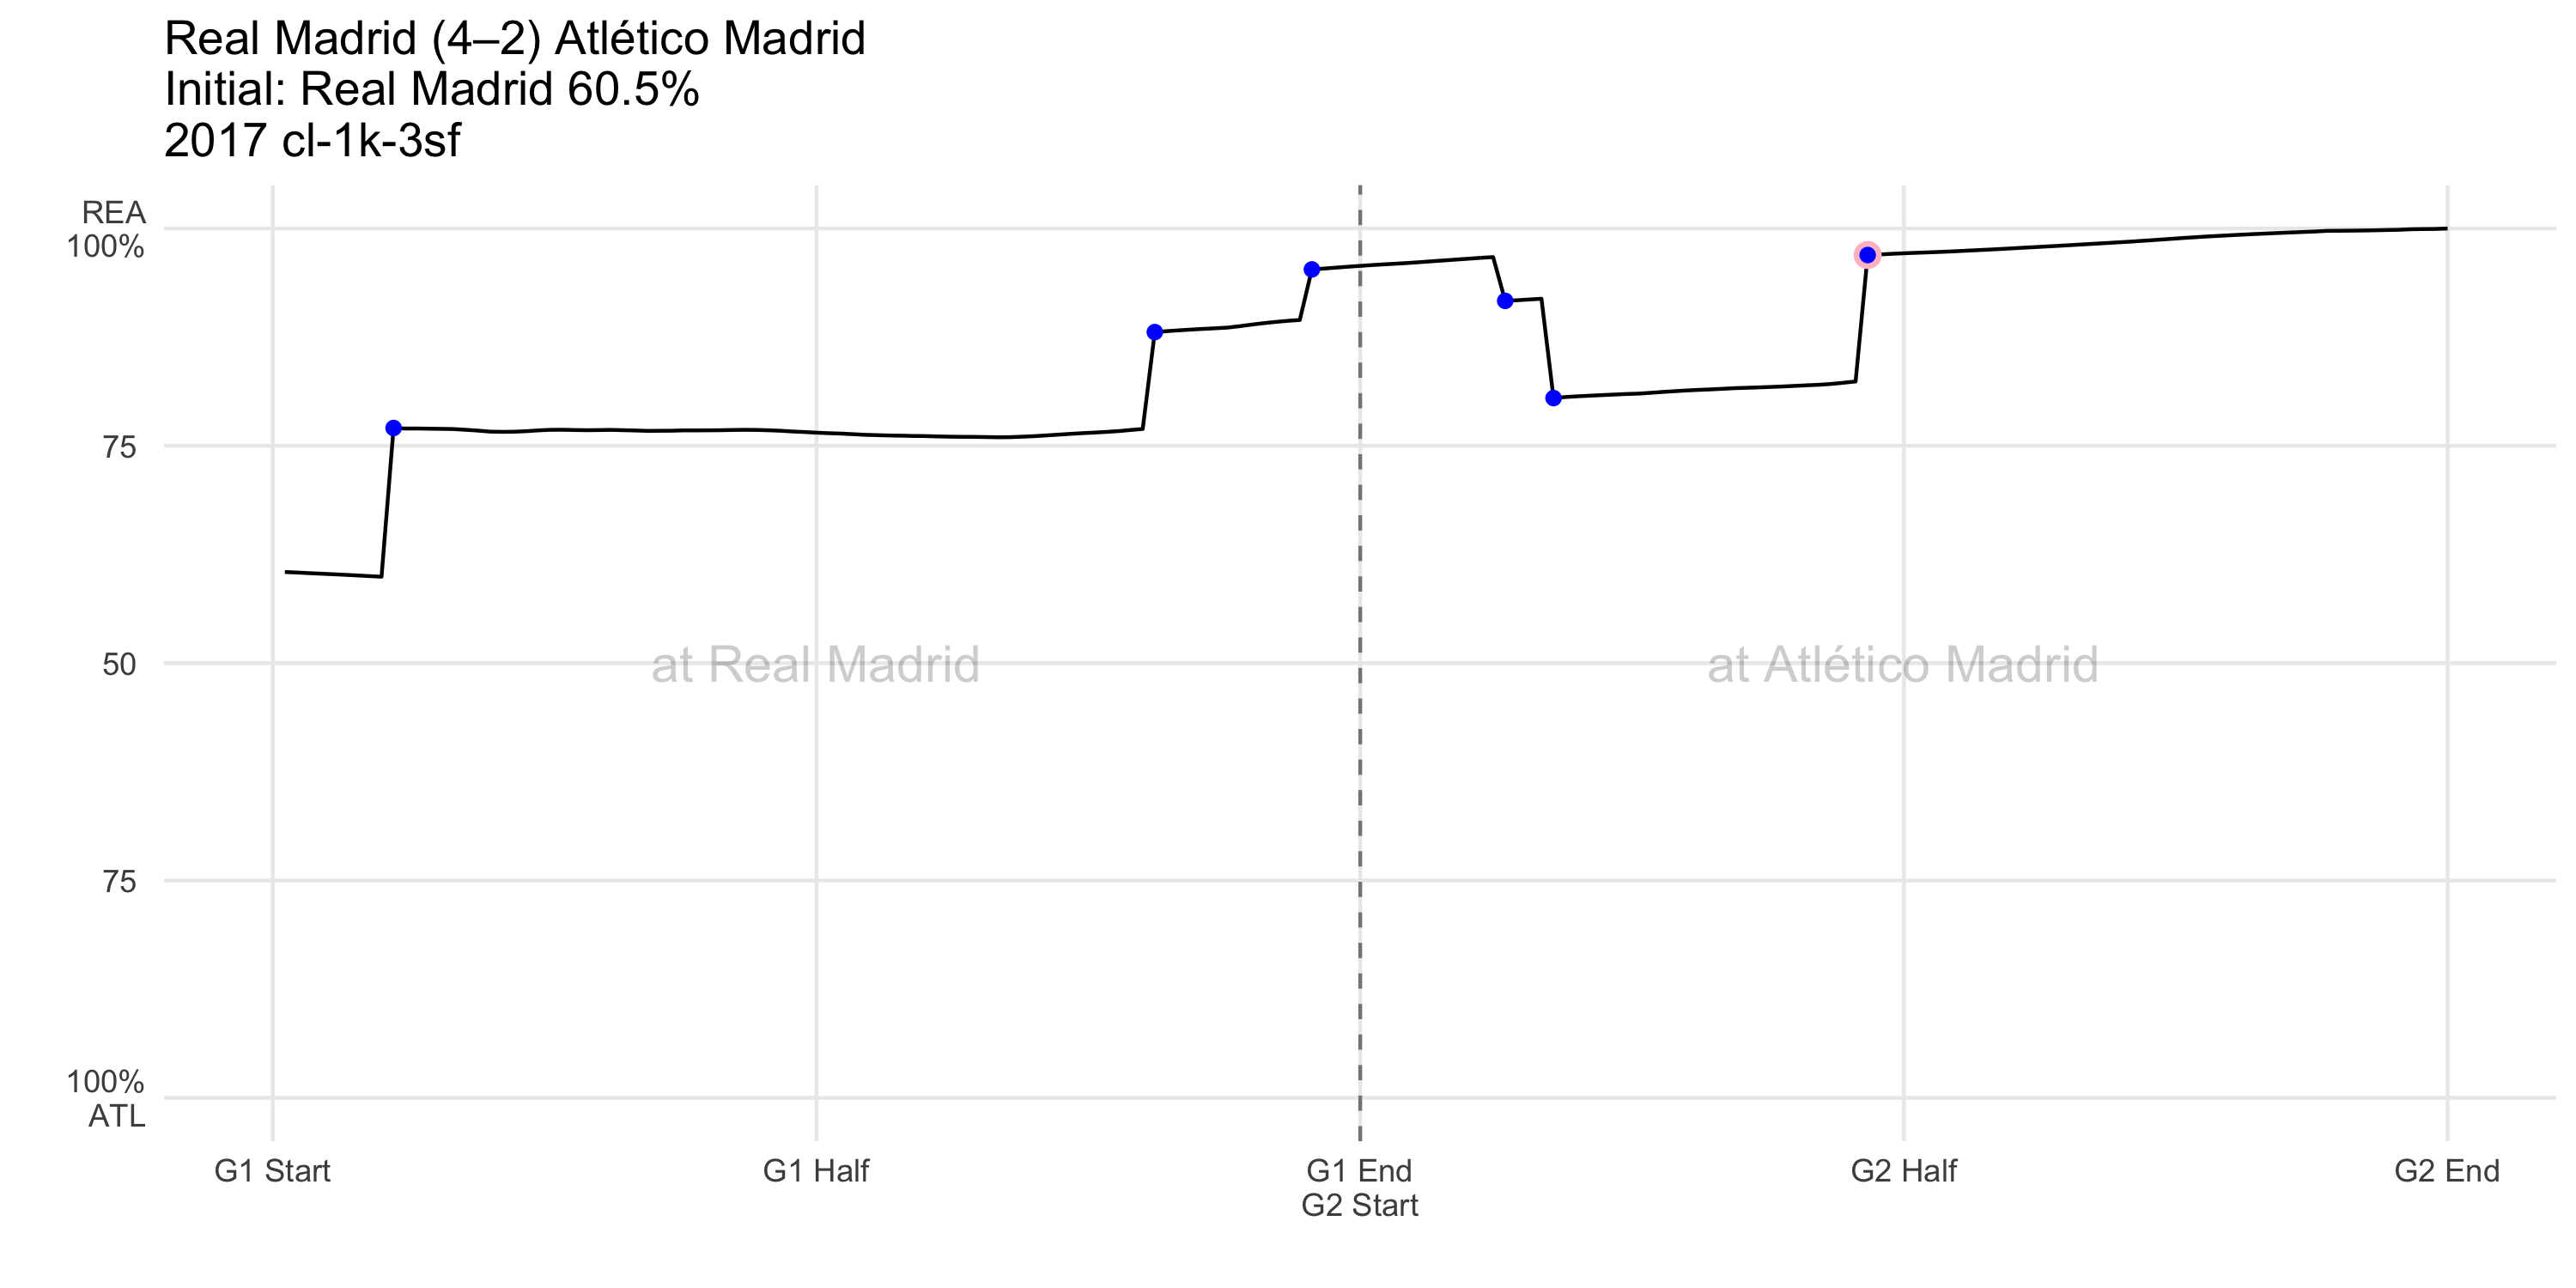 Real Madrid (4–2) Atlético Madrid
Initial: Real Madrid 60.5%
2017 cl-1k-3sf
REA
100%
75
50
75
100%
ATL
at Real Madrid
at Atlético Madrid
G1 Start
G1 Half
G1 End
G2 Start
G2 Half
G2 End